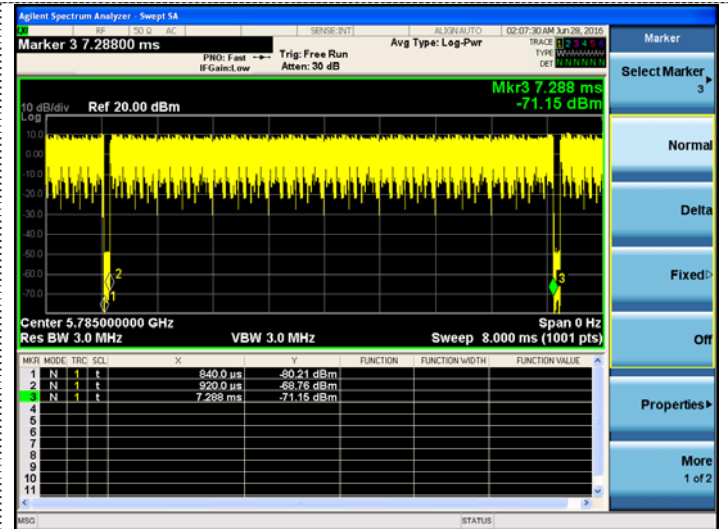 Agilent Spectrum Analyzer - Swept SA
RF 50 Ω AC SENSE:INT ALIGN AUTO 02:07:30 AM Jun 28, 2016
Marker 3 7.28800 ms
PNO: Fast
IFGain:Low
Trig: Free Run
Atten: 30 dB
Avg Type: Log-Pwr
TRACE 1 2 3 4 5 6
TYPE
DET N N N N N N
Mkr3 7.288 ms
-71.15 dBm
10 dB/div Ref 20.00 dBm
Log
10.0
0.00
-10.0
-20.0
-30.0
-40.0
-50.0
-60.0
-70.0
2
1
3
Center 5.785000000 GHz Span 0 Hz
Res BW 3.0 MHz VBW 3.0 MHz Sweep 8.000 ms (1001 pts)
MKR MODE TRC SCL X Y FUNCTION FUNCTION WIDTH FUNCTION VALUE
1 N 1 t 840.0 µs -80.21 dBm
2 N 1 t 920.0 µs -68.76 dBm
3 N 1 t 7.288 ms -71.15 dBm
4
5
6
7
8
9
10
11
MSG STATUS
Marker
Select Marker
3
Normal
Delta
Fixed
Off
Properties
More
1 of 2